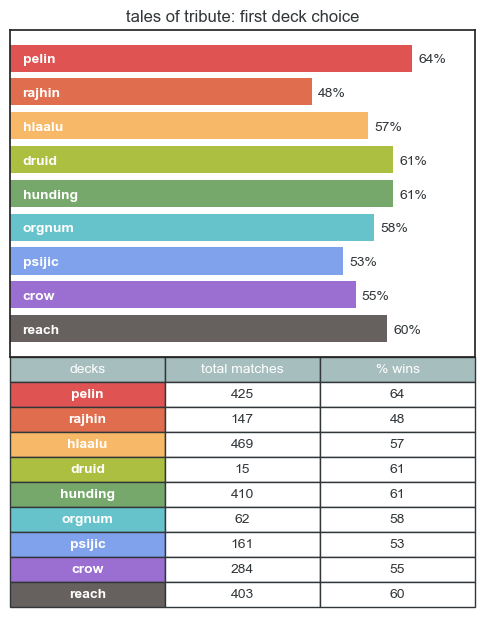 tales of tribute: first deck choice
pelin 64%
rajhin 48%
hlaalu 57%
druid 61%
hunding 61%
orgnum 58%
psijic 53%
crow 55%
reach 60%
decks total matches % wins
pelin 425 64
rajhin 147 48
hlaalu 469 57
druid 15 61
hunding 410 61
orgnum 62 58
psijic 161 53
crow 284 55
reach 403 60